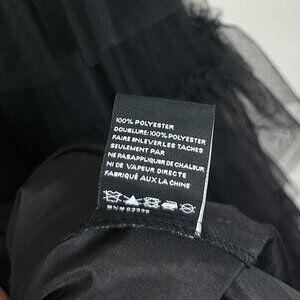 100% POLYESTER
DOUBLURE:100% POLYESTER
FAIRE ENLEVER LES TACHES
SEULEMENT PAR
NE PAS APPLIQUER DE CHALEUR
NI DE VAPEUR DIRECTE
FABRIQUÉ AUX LA CHINE